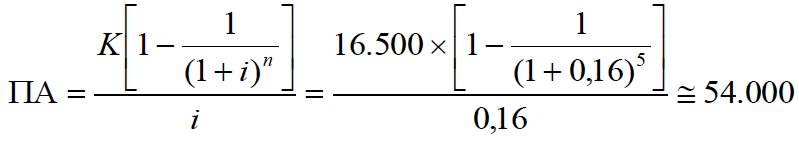 ΠΑ = K[1 − 1/(1+i)^n]/i = 16.500×[1 − 1/(1+0,16)^5]/0,16 ≅ 54.000